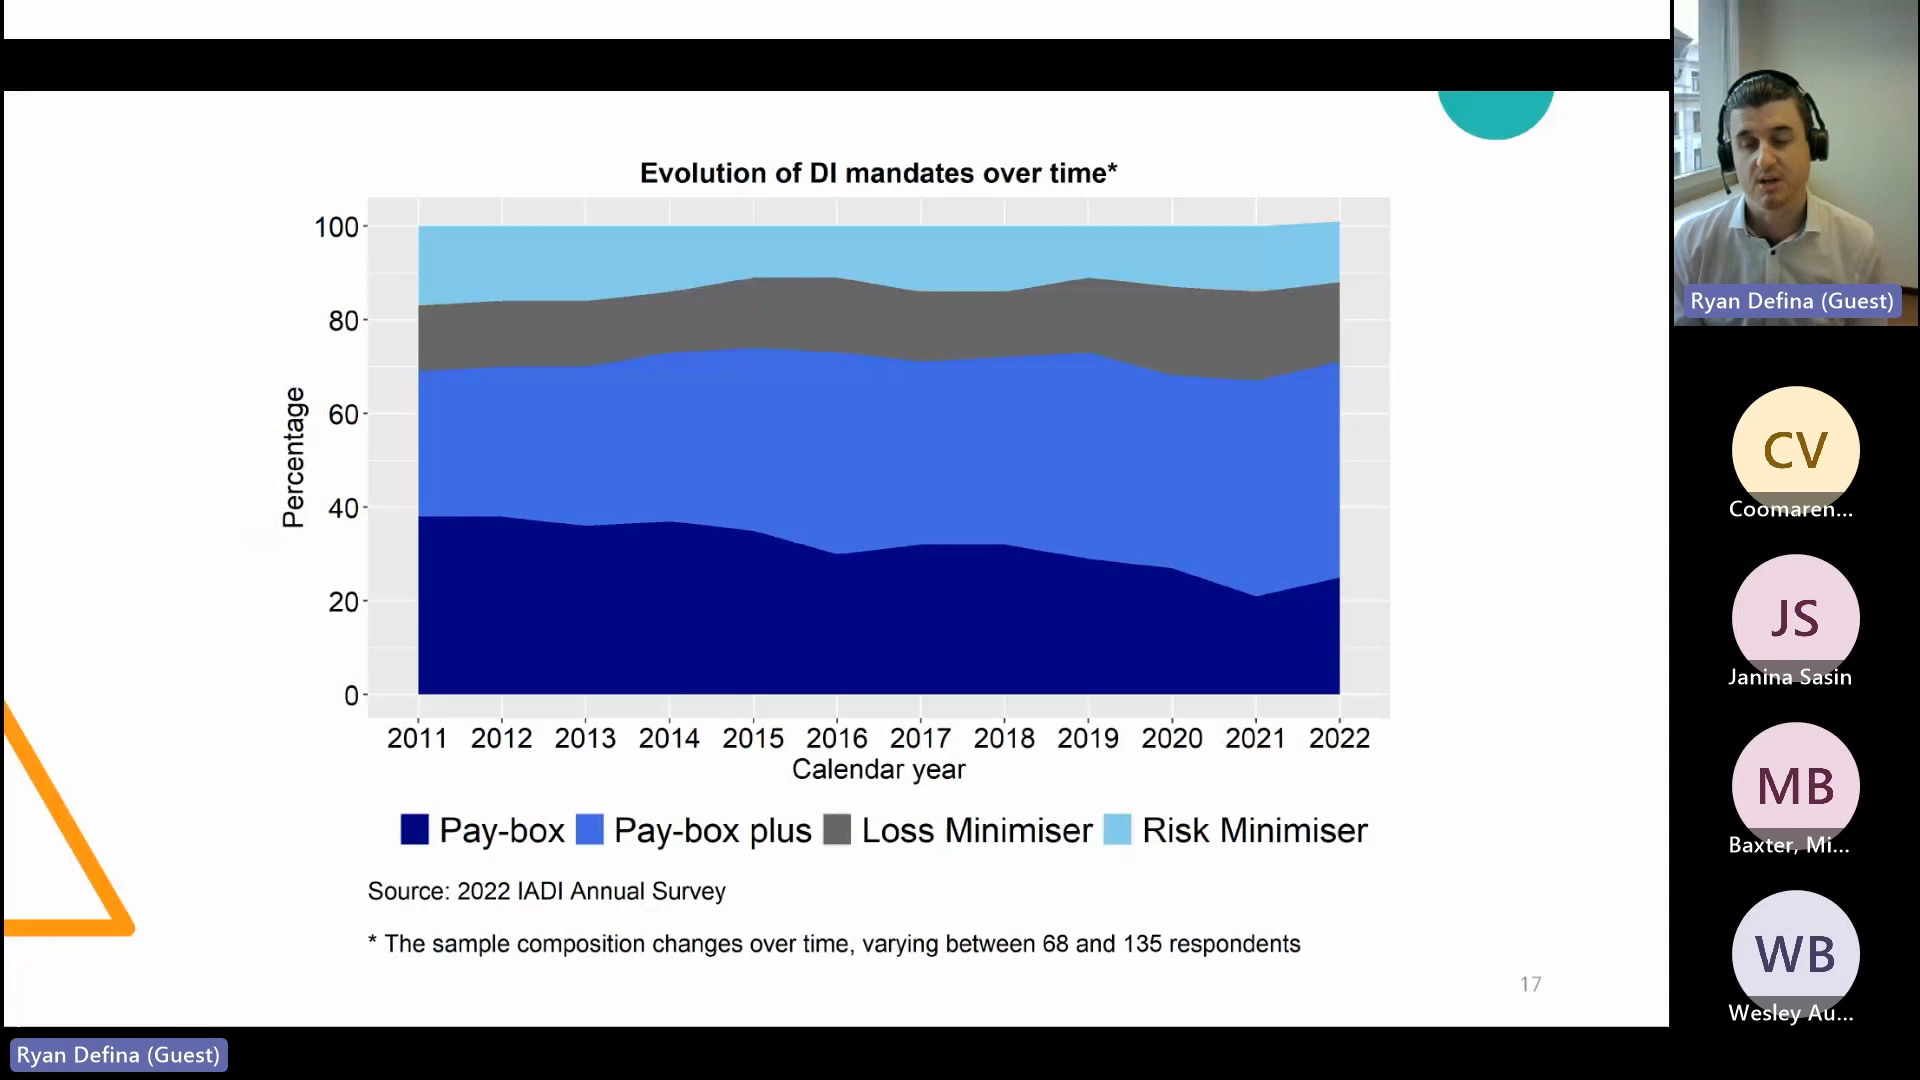 Evolution of DI mandates over time*
Percentage
100
80
60
40
20
0
2011 2012 2013 2014 2015 2016 2017 2018 2019 2020 2021 2022
Calendar year
Pay-box Pay-box plus Loss Minimiser Risk Minimiser
Source: 2022 IADI Annual Survey
* The sample composition changes over time, varying between 68 and 135 respondents
17
Ryan Defina (Guest)
Ryan Defina (Guest)
CV
Coomaren...
JS
Janina Sasin
MB
Baxter, Mi...
WB
Wesley Au...